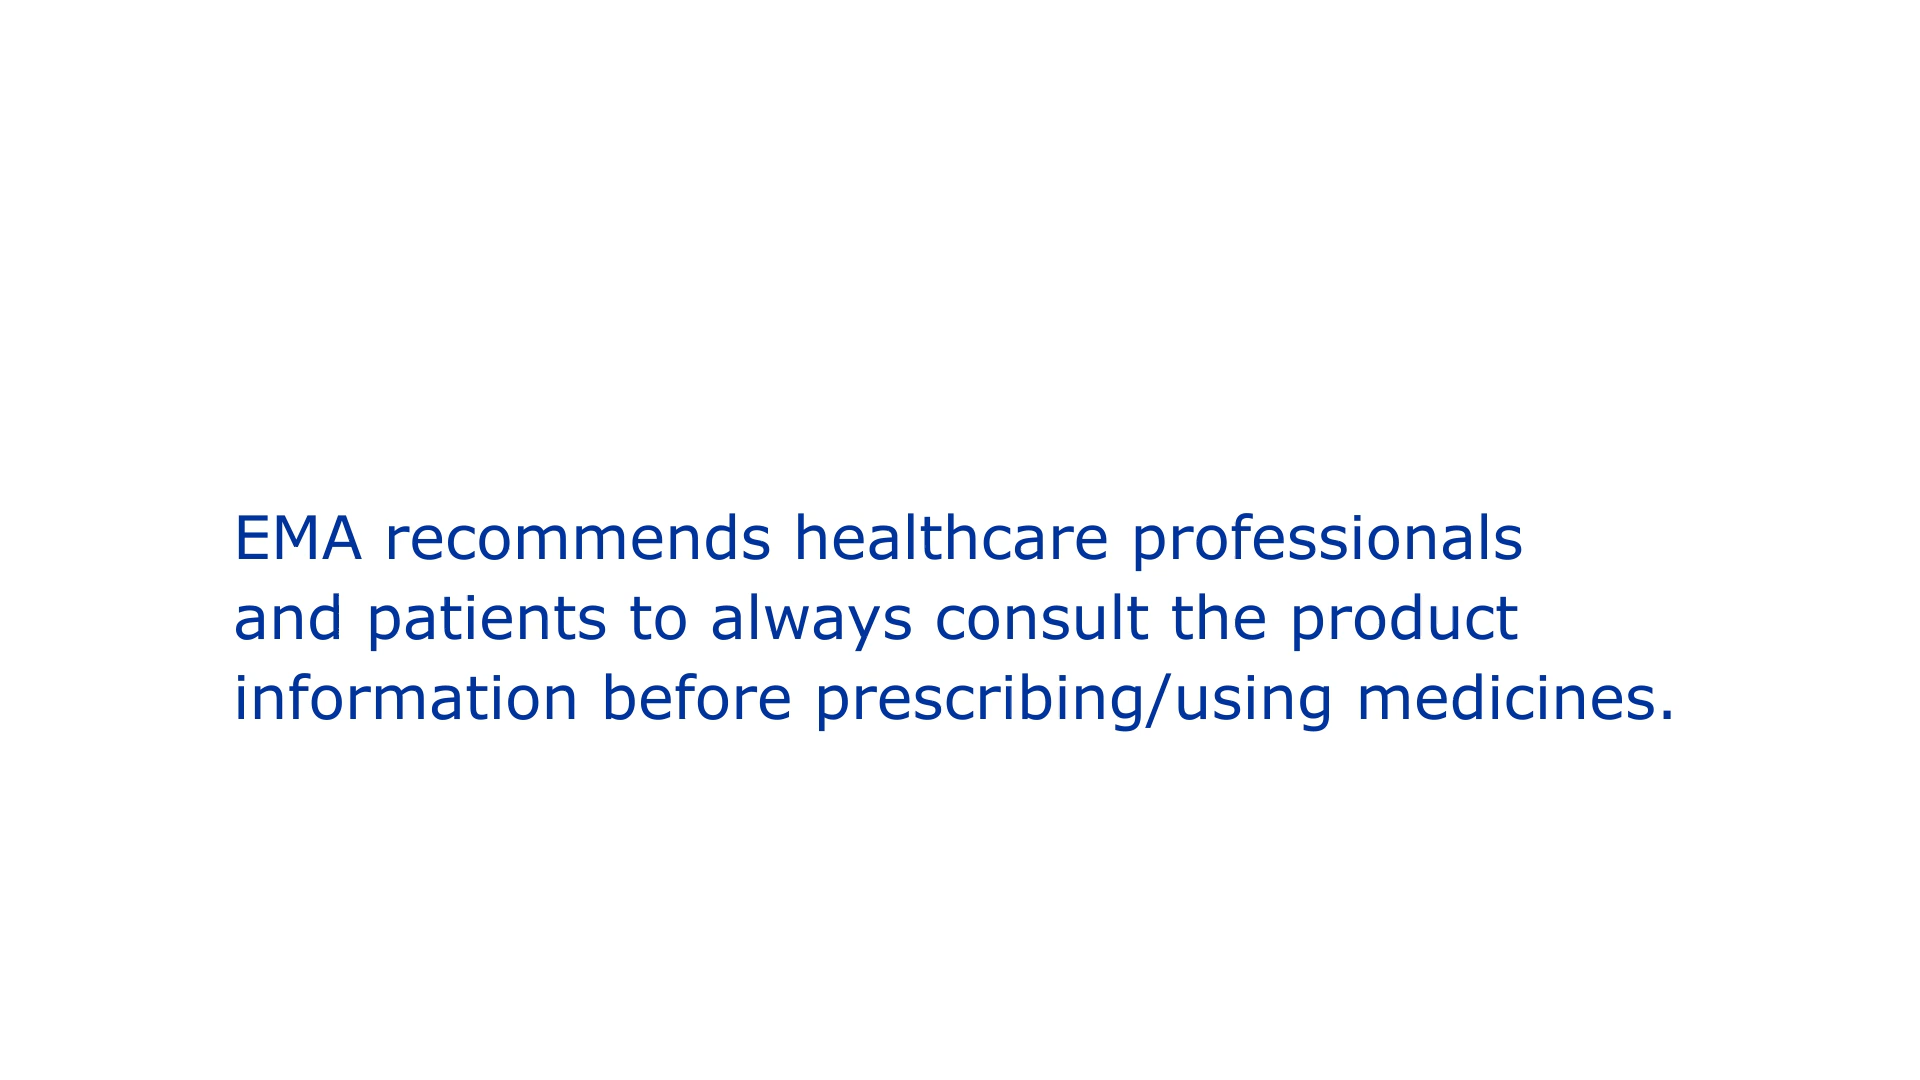 EMA recommends healthcare professionals
and patients to always consult the product
information before prescribing/using medicines.